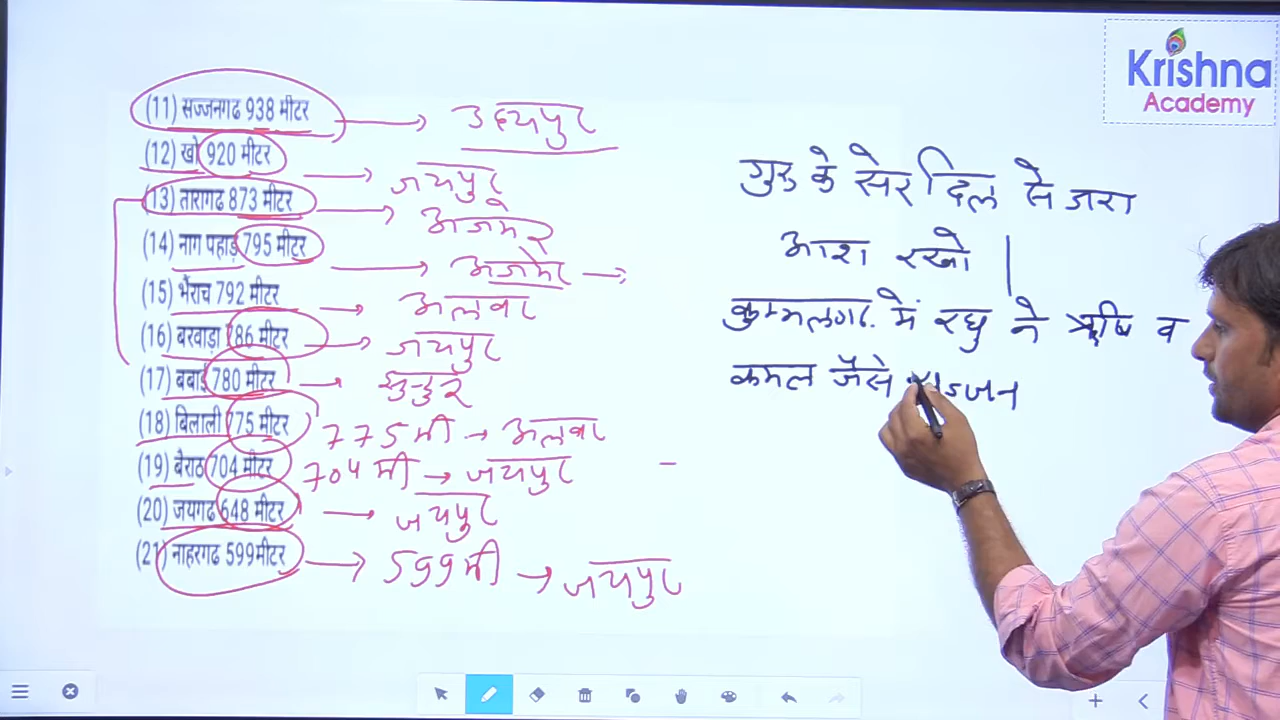 Krishna
Academy
(11) सज्जनगढ 938 मीटर → उदयपुर
(12) खो 920 मीटर → जयपुर
(13) तारागढ 873 मीटर → अजमेर
(14) नाग पहाड़ 795 मीटर → अजमेर →
(15) भैंराच 792 मीटर → अलवर
(16) बरवाड़ा 786 मीटर → जयपुर
(17) बबाई 780 मीटर → झुन्झुर
(18) बिलाली 775 मीटर 775 मी → अलवर
(19) बेराठ 704 मीटर 704 मी → जयपुर
(20) जयगढ 648 मीटर → जयपुर
(21) नाहरगढ 599मीटर → 599 मी → जयपुर
गुरु के सेर दिल से जरा
आश रखो |
कुम्भलगढ. में रघु ने ऋषि व
कमल जैसे